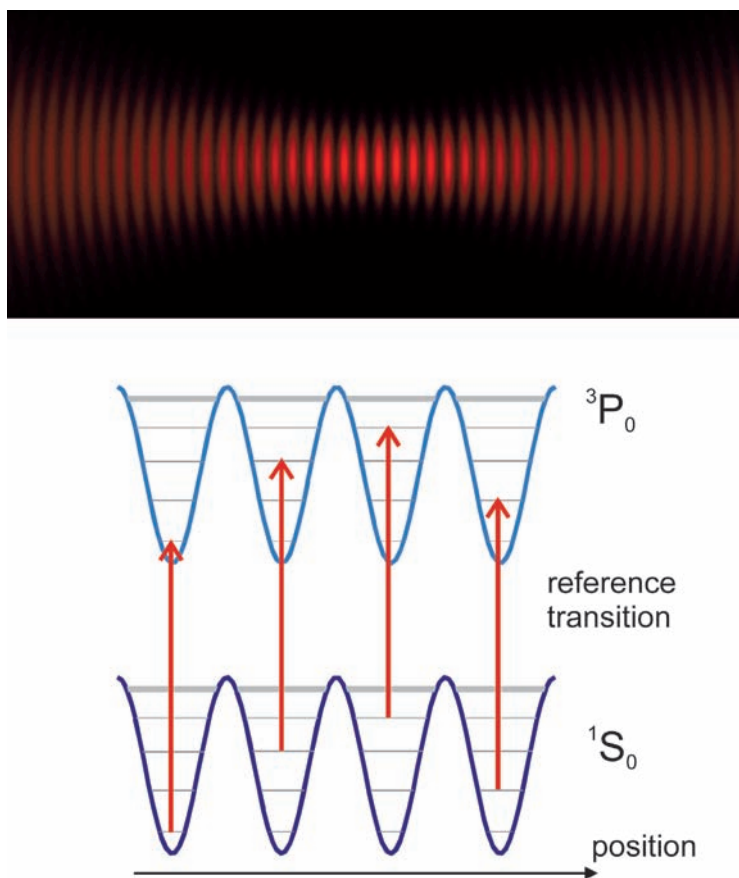 ³P₀
reference
transition
¹S₀
position